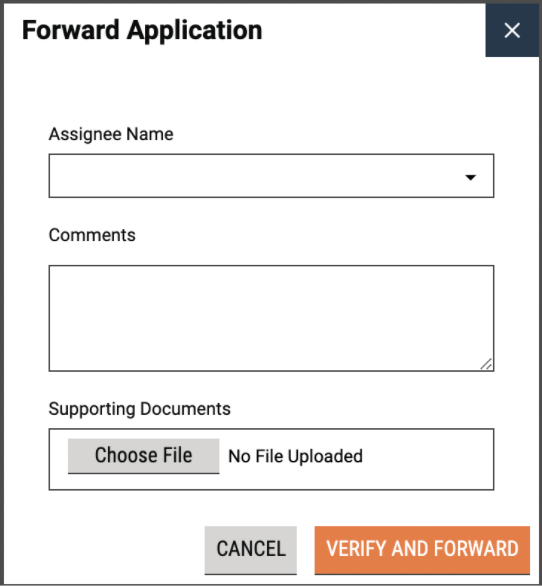 Forward Application
Assignee Name
Comments
Supporting Documents
Choose File No File Uploaded
CANCEL VERIFY AND FORWARD